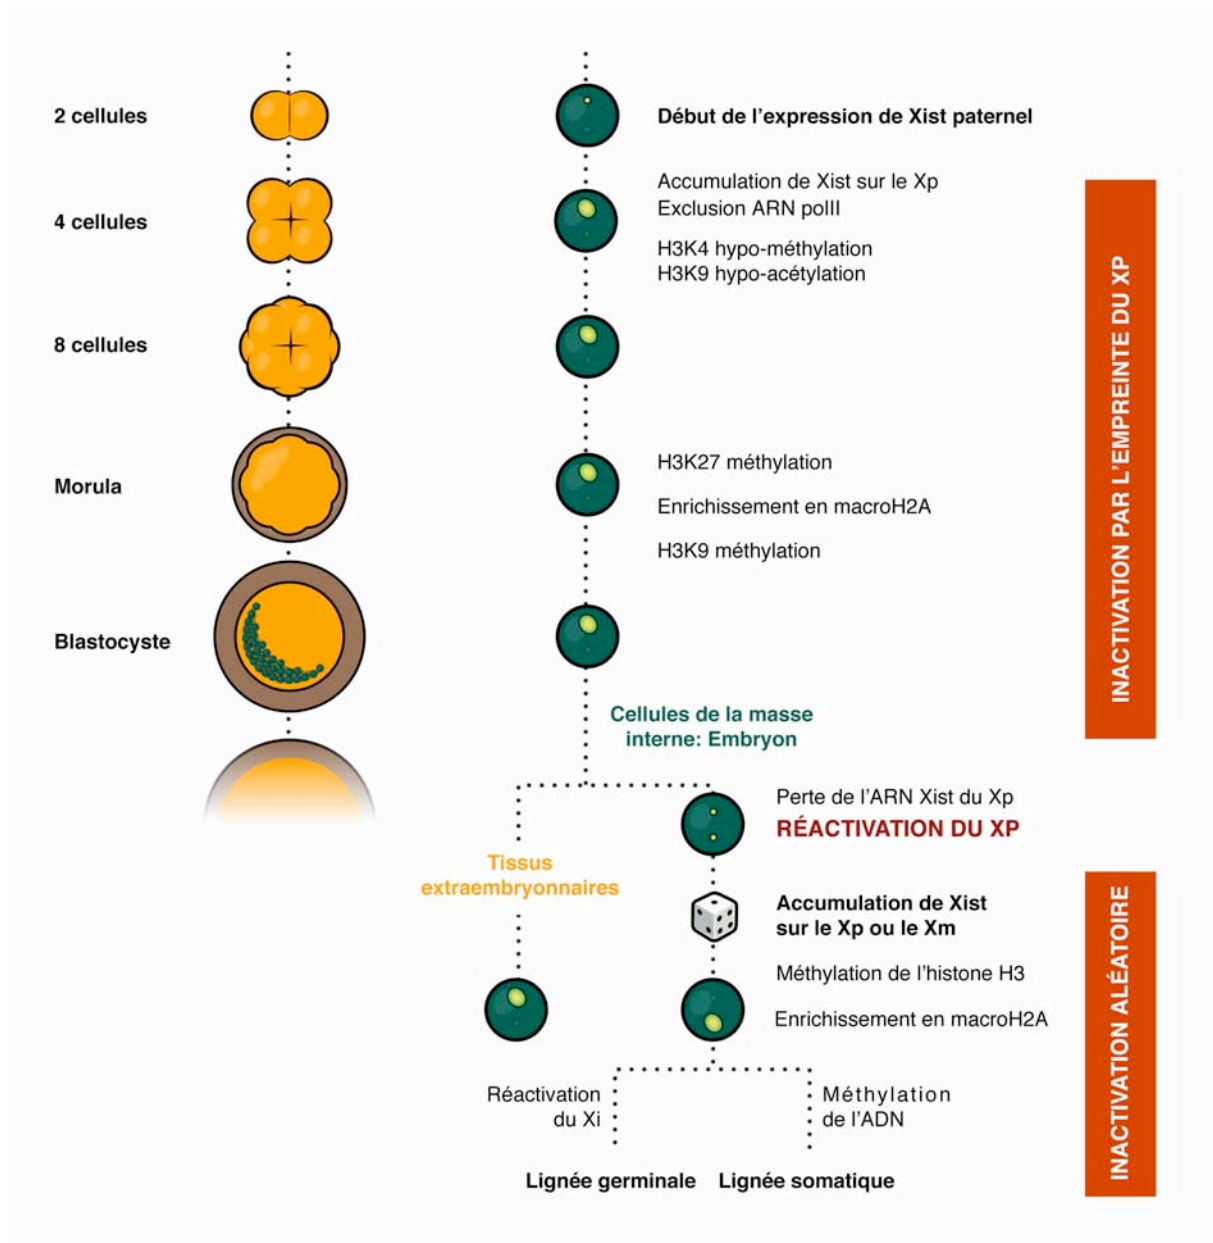 2 cellules
Début de l'expression de Xist paternel
Accumulation de Xist sur le Xp
Exclusion ARN polII
4 cellules
H3K4 hypo-méthylation
H3K9 hypo-acétylation
8 cellules
INACTIVATION PAR L'EMPREINTE DU XP
Morula
H3K27 méthylation
Enrichissement en macroH2A
H3K9 méthylation
Blastocyste
Cellules de la masse
interne: Embryon
Perte de l'ARN Xist du Xp
RÉACTIVATION DU XP
Tissus
extraembryonnaires
Accumulation de Xist
sur le Xp ou le Xm
Méthylation de l'histone H3
Enrichissement en macroH2A
INACTIVATION ALÉATOIRE
Réactivation
du Xi
Méthylation
de l'ADN
Lignée germinale
Lignée somatique